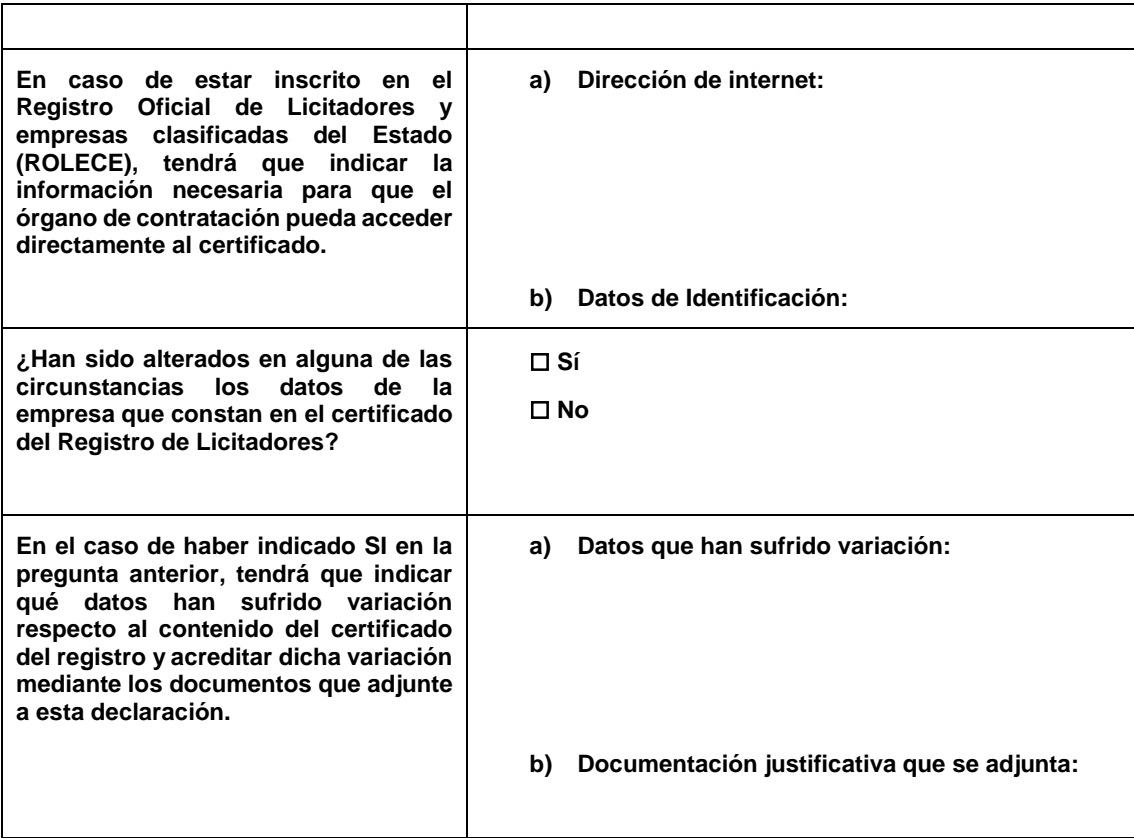 En caso de estar inscrito en el
Registro Oficial de Licitadores y
empresas clasificadas del Estado
(ROLECE), tendrá que indicar la
información necesaria para que el
órgano de contratación pueda acceder
directamente al certificado.
a) Dirección de internet:
b) Datos de Identificación:
¿Han sido alterados en alguna de las
circunstancias los datos de la
empresa que constan en el certificado
del Registro de Licitadores?
☐ Sí
☐ No
En el caso de haber indicado SI en la
pregunta anterior, tendrá que indicar
qué datos han sufrido variación
respecto al contenido del certificado
del registro y acreditar dicha variación
mediante los documentos que adjunte
a esta declaración.
a) Datos que han sufrido variación:
b) Documentación justificativa que se adjunta: